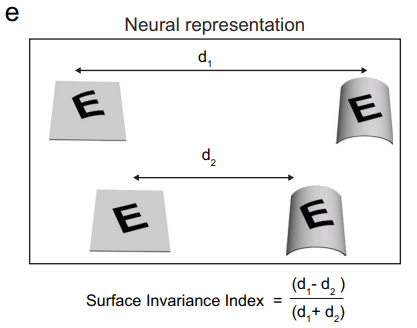 e
Neural representation
d₁
E E
d₂
E E
Surface Invariance Index = (d₁- d₂ )
(d₁+ d₂)